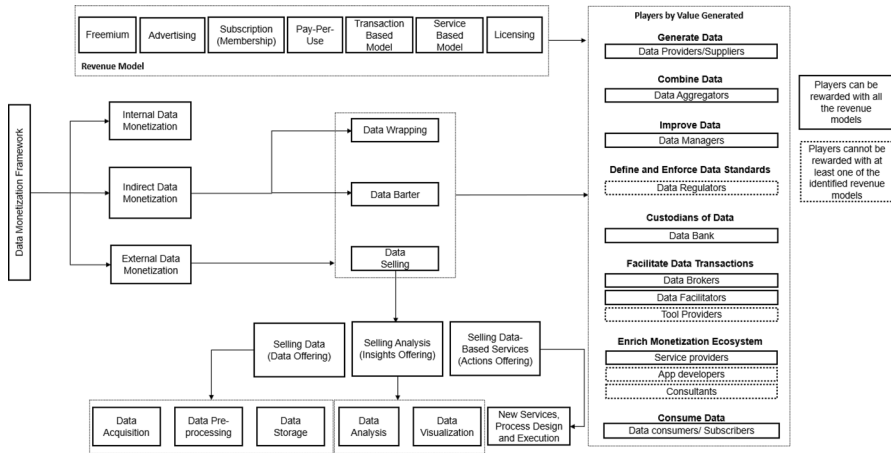 Freemium
Advertising
Subscription
(Membership)
Pay-Per-
Use
Transaction
Based
Model
Service
Based
Model
Licensing
Revenue Model
Players by Value Generated
Generate Data
Data Providers/Suppliers
Combine Data
Data Aggregators
Improve Data
Data Managers
Define and Enforce Data Standards
Data Regulators
Custodians of Data
Data Bank
Facilitate Data Transactions
Data Brokers
Data Facilitators
Tool Providers
Enrich Monetization Ecosystem
Service providers
App developers
Consultants
Consume Data
Data consumers/ Subscribers
Players can be
rewarded with all
the revenue
models
Players cannot be
rewarded with at
least one of the
identified revenue
models
Data Monetization Framework
Internal Data
Monetization
Indirect Data
Monetization
External Data
Monetization
Data Wrapping
Data Barter
Data
Selling
Selling Data
(Data Offering)
Selling Analysis
(Insights Offering)
Selling Data-
Based Services
(Actions Offering)
Data
Acquisition
Data Pre-
processing
Data
Storage
Data
Analysis
Data
Visualization
New Services,
Process Design
and Execution